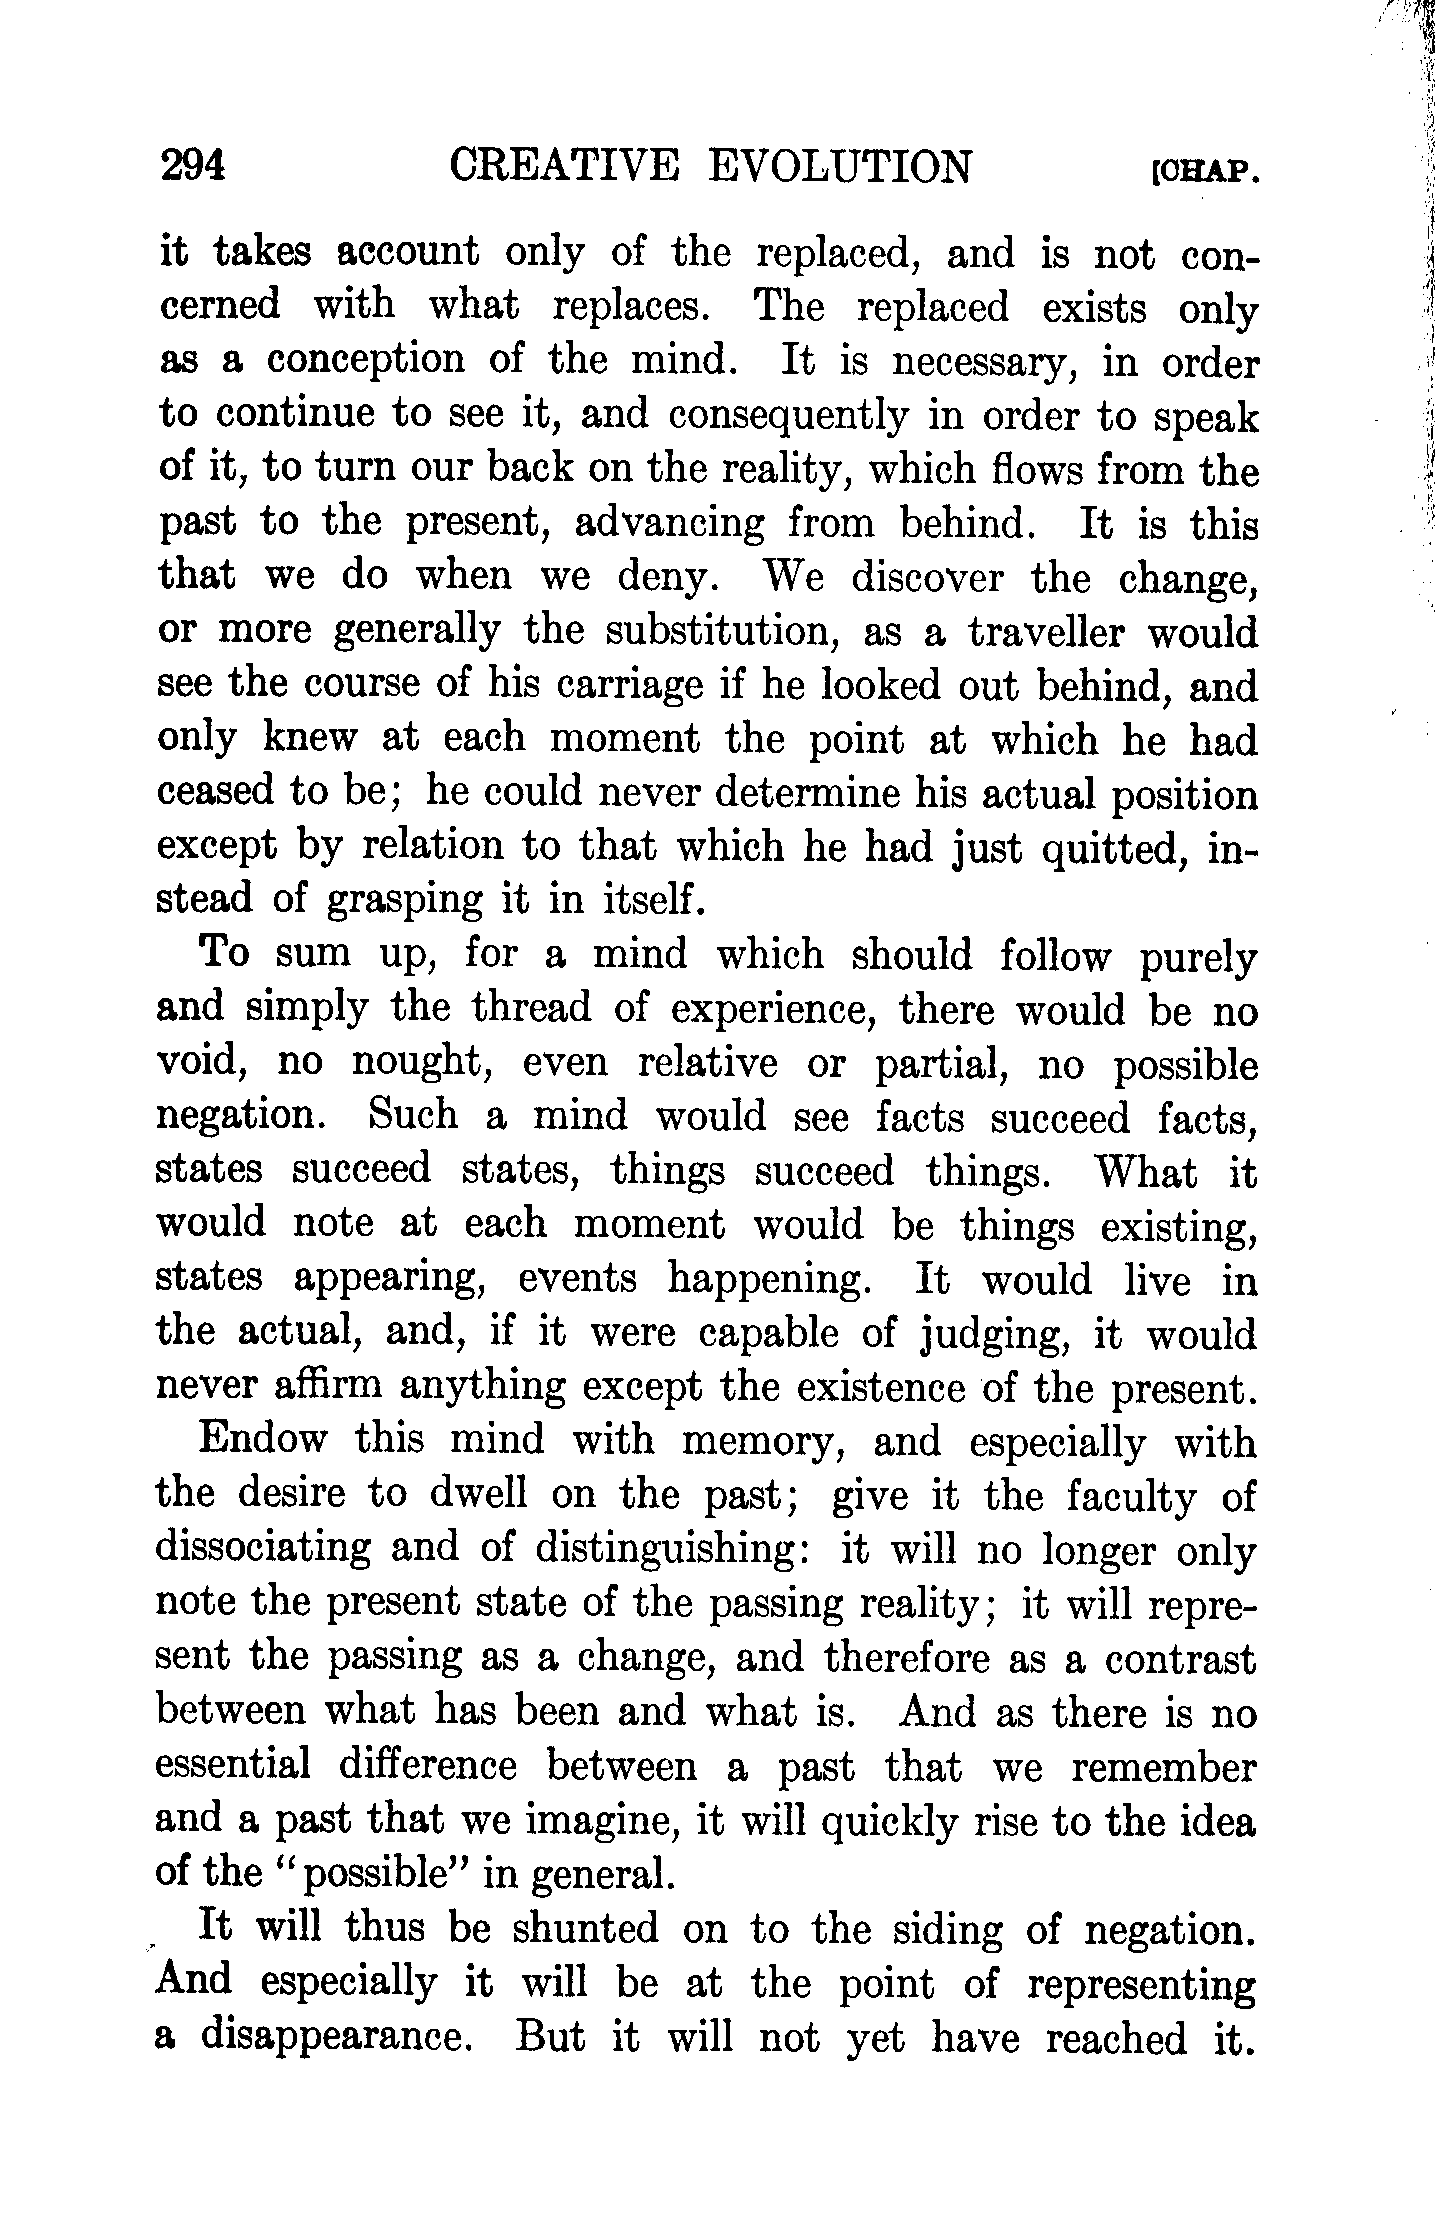 294 CREATIVE EVOLUTION [CHAP.
it takes account only of the replaced, and is not con-
cerned with what replaces. The replaced exists only
as a conception of the mind. It is necessary, in order
to continue to see it, and consequently in order to speak
of it, to turn our back on the reality, which flows from the
past to the present, advancing from behind. It is this
that we do when we deny. We discover the change,
or more generally the substitution, as a traveller would
see the course of his carriage if he looked out behind, and
only knew at each moment the point at which he had
ceased to be; he could never determine his actual position
except by relation to that which he had just quitted, in-
stead of grasping it in itself.
To sum up, for a mind which should follow purely
and simply the thread of experience, there would be no
void, no nought, even relative or partial, no possible
negation. Such a mind would see facts succeed facts,
states succeed states, things succeed things. What it
would note at each moment would be things existing,
states appearing, events happening. It would live in
the actual, and, if it were capable of judging, it would
never affirm anything except the existence of the present.
Endow this mind with memory, and especially with
the desire to dwell on the past; give it the faculty of
dissociating and of distinguishing: it will no longer only
note the present state of the passing reality; it will repre-
sent the passing as a change, and therefore as a contrast
between what has been and what is. And as there is no
essential difference between a past that we remember
and a past that we imagine, it will quickly rise to the idea
of the "possible" in general.
It will thus be shunted on to the siding of negation.
And especially it will be at the point of representing
a disappearance. But it will not yet have reached it.